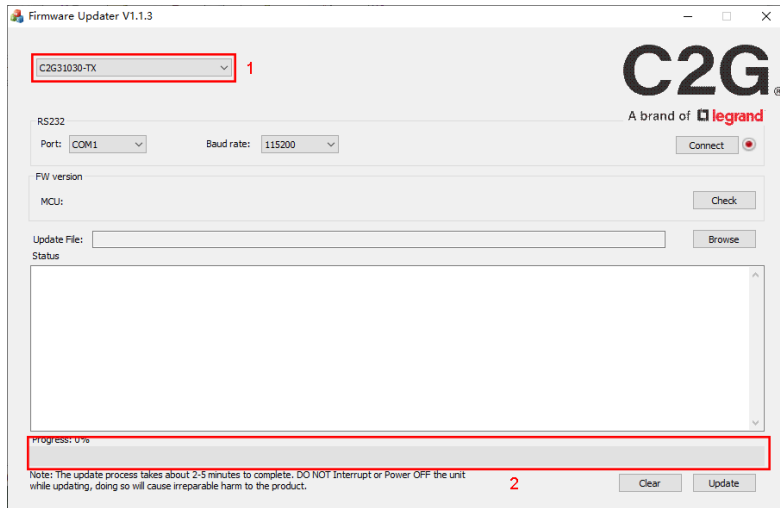 Firmware Updater V1.1.3
C2G31030-TX
1
C2G®
A brand of legrand
RS232
Port: COM1 Baud rate: 115200 Connect
FW version
MCU: Check
Update File: Browse
Status
Progress: 0%
Note: The update process takes about 2-5 minutes to complete. DO NOT Interrupt or Power OFF the unit
while updating, doing so will cause irreparable harm to the product.
2
Clear Update